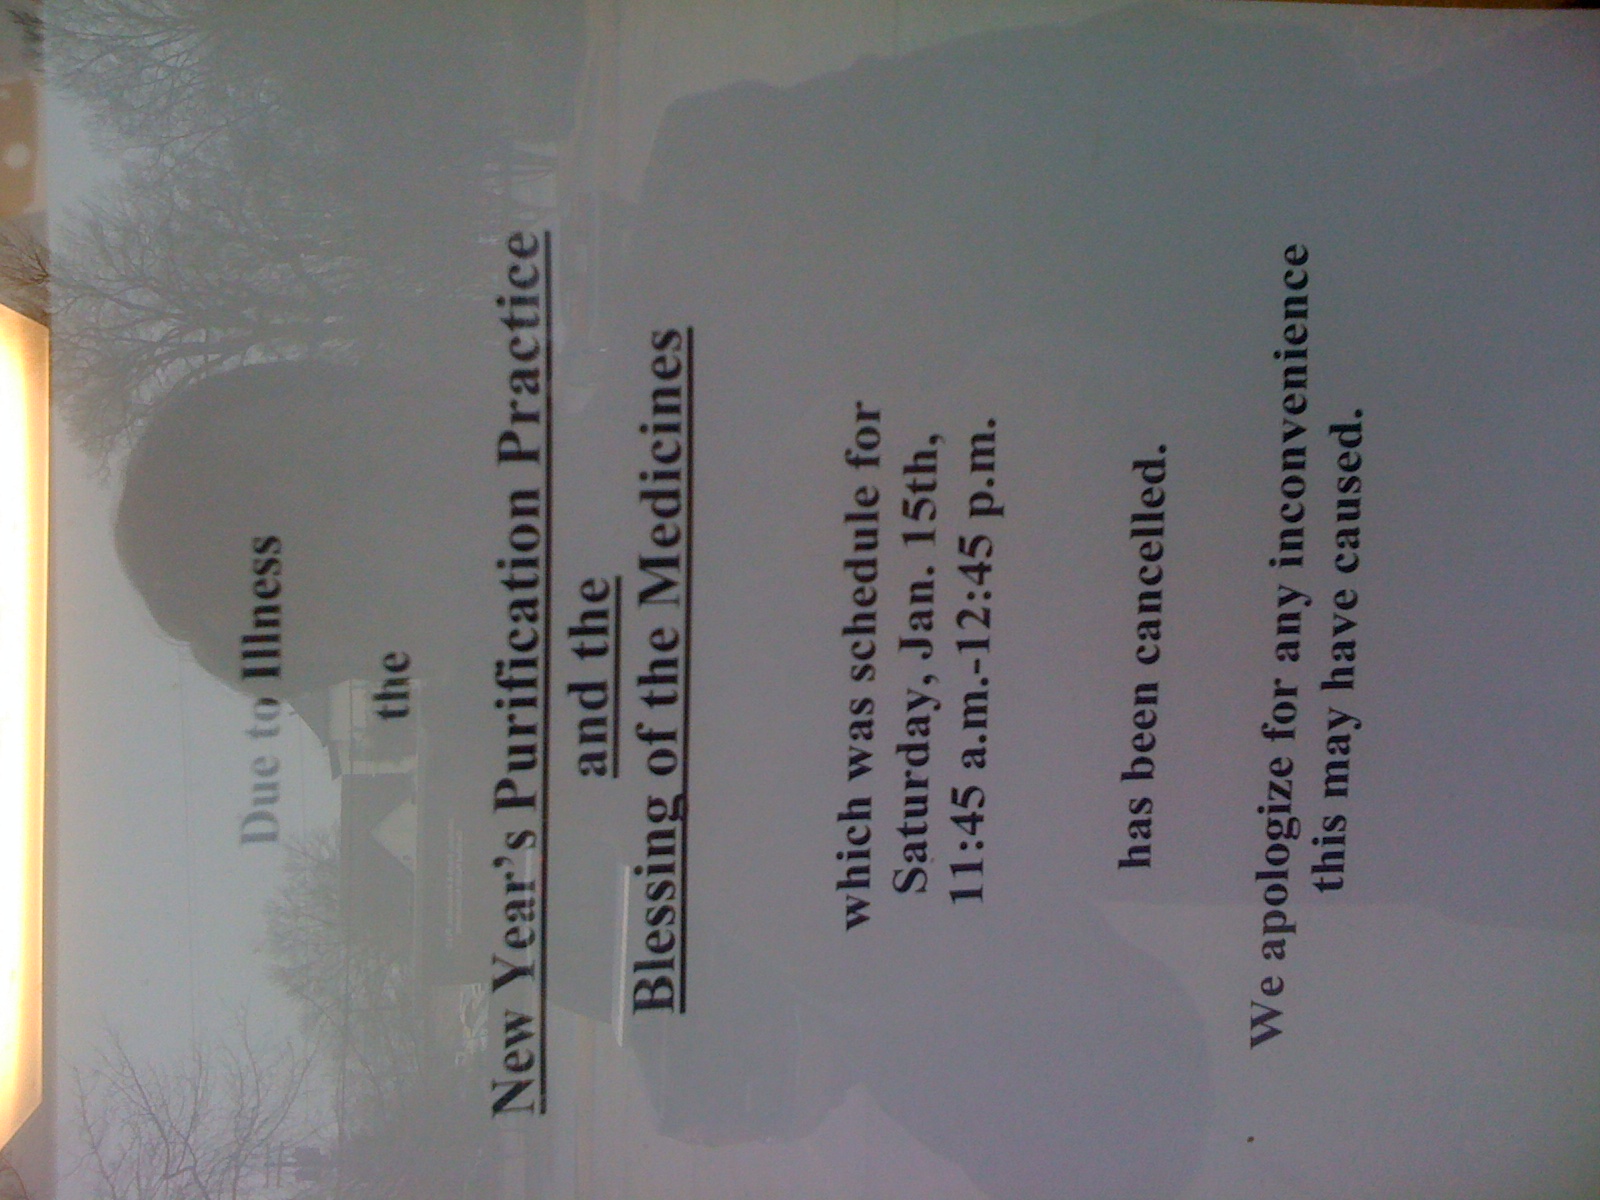 Due to Illness
the
New Year's Purification Practice
and the
Blessing of the Medicines
which was schedule for
Saturday, Jan. 15th,
11:45 a.m.-12:45 p.m.
has been cancelled.
We apologize for any inconvenience
this may have caused.